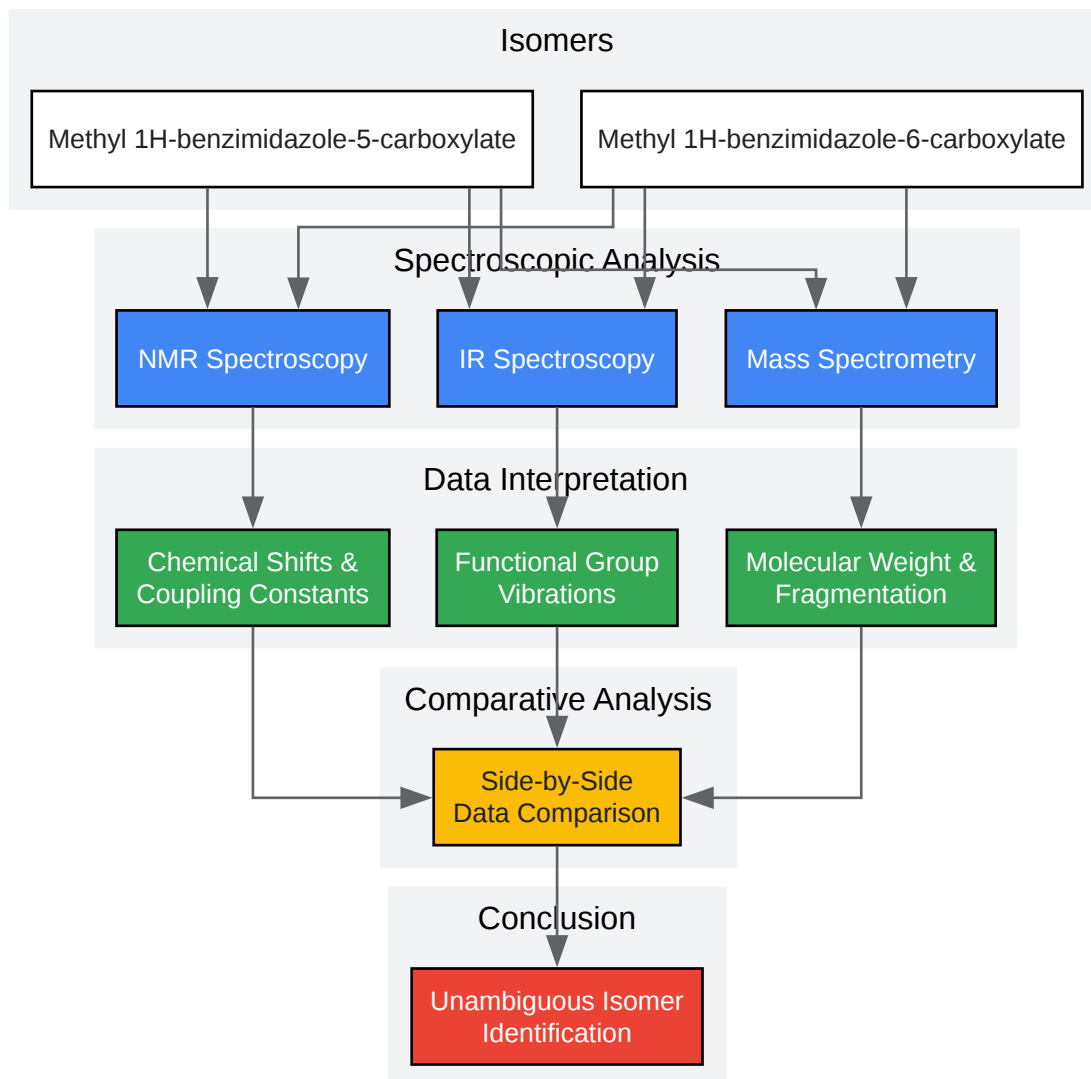 Isomers
Methyl 1H-benzimidazole-5-carboxylate
Methyl 1H-benzimidazole-6-carboxylate
Spectroscopic Analysis
NMR Spectroscopy
IR Spectroscopy
Mass Spectrometry
Data Interpretation
Chemical Shifts &
Coupling Constants
Functional Group
Vibrations
Molecular Weight &
Fragmentation
Comparative Analysis
Side-by-Side
Data Comparison
Conclusion
Unambiguous Isomer
Identification